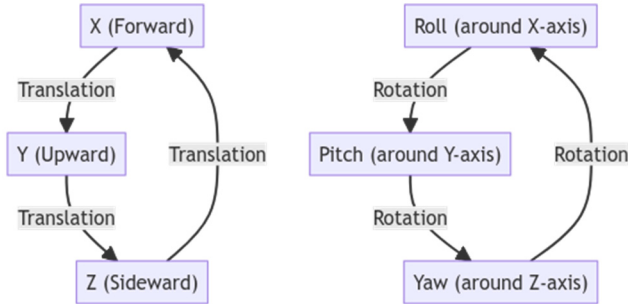 X (Forward)
Translation
Y (Upward)
Translation
Translation
Z (Sideward)
Roll (around X-axis)
Rotation
Pitch (around Y-axis)
Rotation
Rotation
Yaw (around Z-axis)